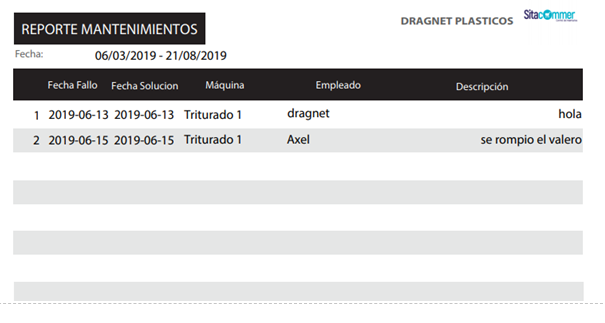 REPORTE MANTENIMIENTOS
DRAGNET PLASTICOS
Sitacommer
Fecha:
06/03/2019 - 21/08/2019
Fecha Fallo Fecha Solucion Máquina Empleado Descripción
1 2019-06-13 2019-06-13 Triturado 1 dragnet hola
2 2019-06-15 2019-06-15 Triturado 1 Axel se rompio el valero